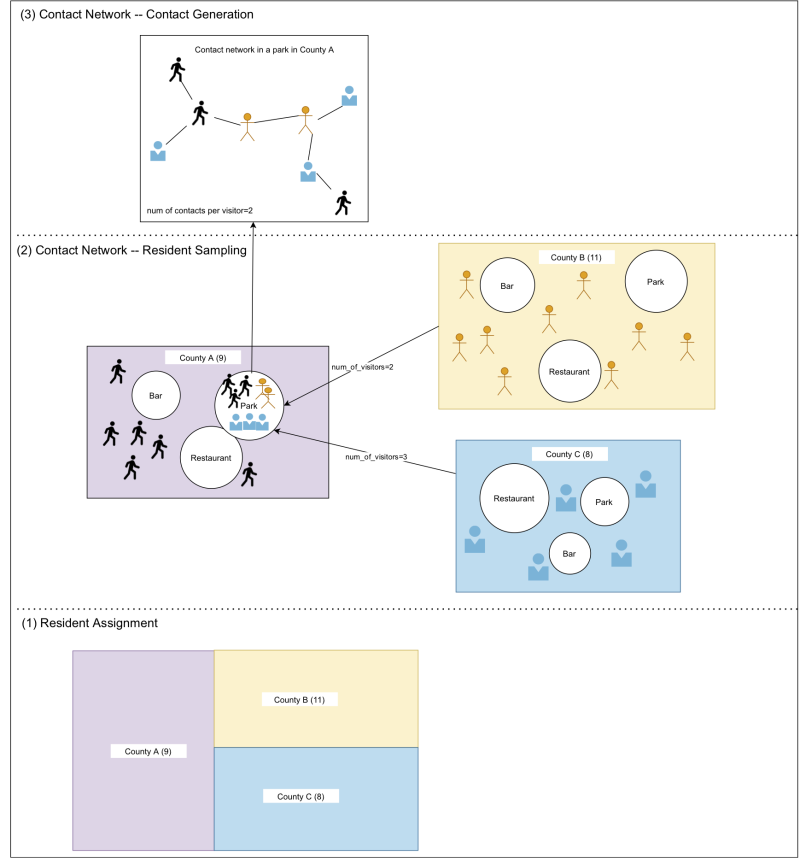 (3) Contact Network -- Contact Generation
Contact network in a park in County A
num of contacts per visitor=2
(2) Contact Network -- Resident Sampling
County B (11)
Bar
Park
Restaurant
County A (9)
num_of_visitors=2
Bar
Park
Restaurant
num_of_visitors=3
County C (8)
Restaurant
Park
Bar
(1) Resident Assignment
County B (11)
County A (9)
County C (8)